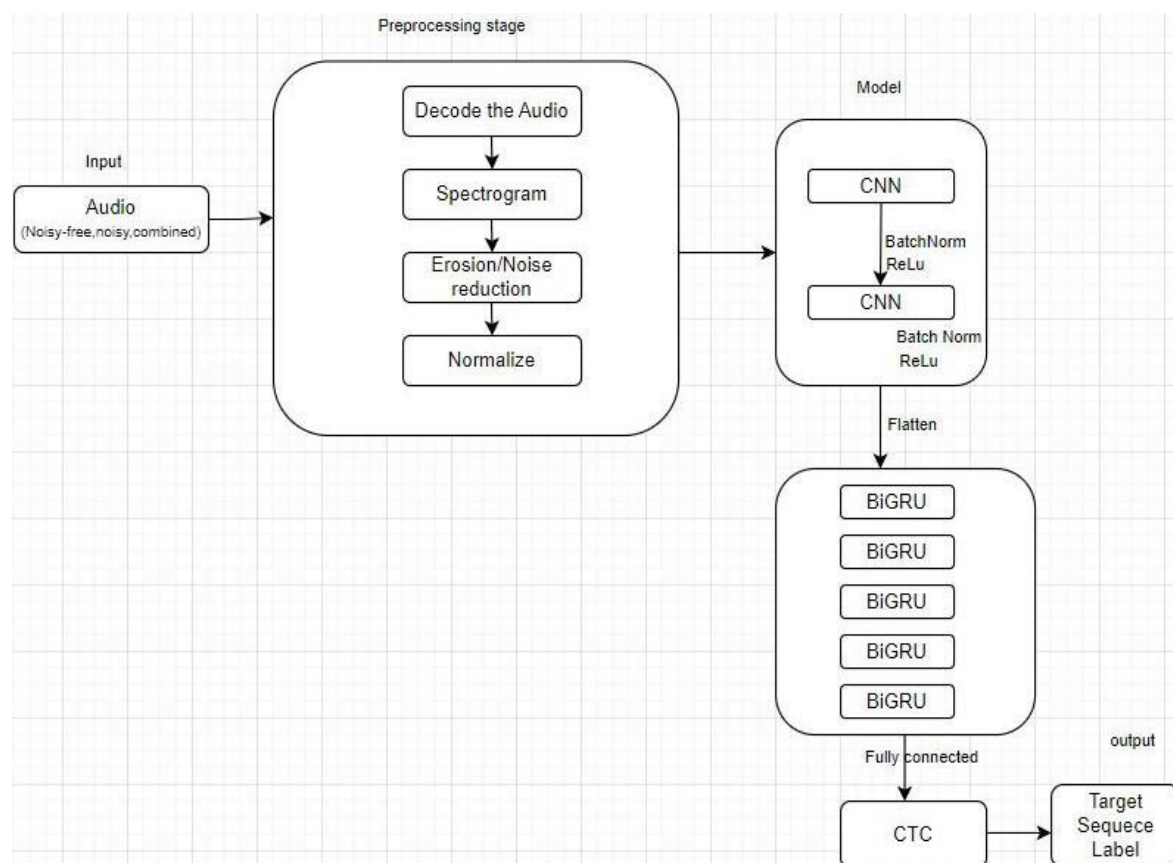 Preprocessing stage
Input
Audio
(Noisy-free,noisy,combined)
Decode the Audio
Spectrogram
Erosion/Noise
reduction
Normalize
Model
CNN
BatchNorm
ReLu
CNN
Batch Norm
ReLu
Flatten
BiGRU
BiGRU
BiGRU
BiGRU
BiGRU
Fully connected
CTC
output
Target
Sequece
Label